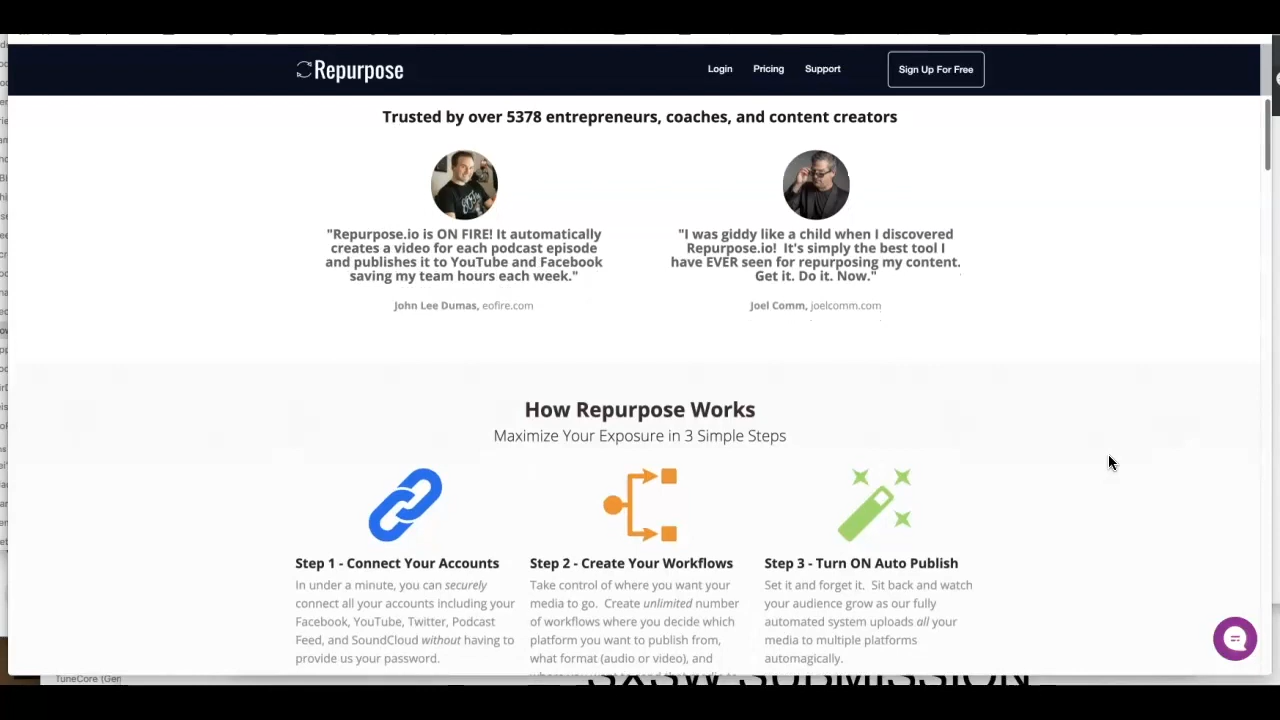 Repurpose
Login
Pricing
Support
Sign Up For Free
Trusted by over 5378 entrepreneurs, coaches, and content creators
"Repurpose.io is ON FIRE! It automatically
creates a video for each podcast episode
and publishes it to YouTube and Facebook
saving my team hours each week."
John Lee Dumas, eofire.com
"I was giddy like a child when I discovered
Repurpose.io! It's simply the best tool I
have EVER seen for repurposing my content.
Get it. Do it. Now."
Joel Comm, joelcomm.com
How Repurpose Works
Maximize Your Exposure in 3 Simple Steps
Step 1 - Connect Your Accounts
In under a minute, you can securely
connect all your accounts including your
Facebook, YouTube, Twitter, Podcast
Feed, and SoundCloud without having to
provide us your password.
Step 2 - Create Your Workflows
Take control of where you want your
media to go. Create unlimited number
of workflows where you decide which
platform you want to publish from,
what format (audio or video), and
Step 3 - Turn ON Auto Publish
Set it and forget it. Sit back and watch
your audience grow as our fully
automated system uploads all your
media to multiple platforms
automagically.
TuneCore (Gen
SXSW SUBMISSION